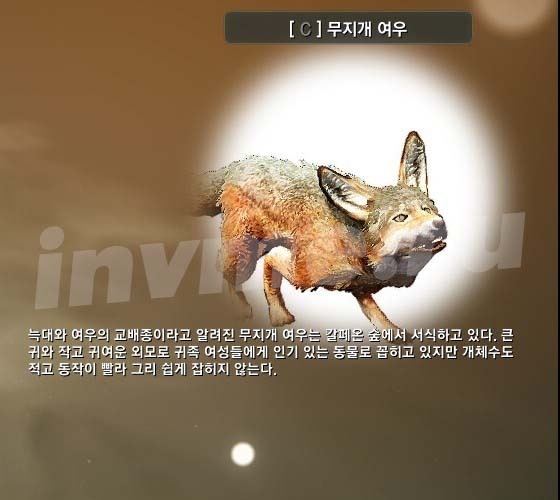 [ C ] 무지개 여우
늑대와 여우의 교배종이라고 알려진 무지개 여우는 칼페온 숲에서 서식하고 있다. 큰
귀와 작고 귀여운 외모로 귀족 여성들에게 인기 있는 동물로 꼽히고 있지만 개체수도
적고 동작이 빨라 그리 쉽게 잡히지 않는다.